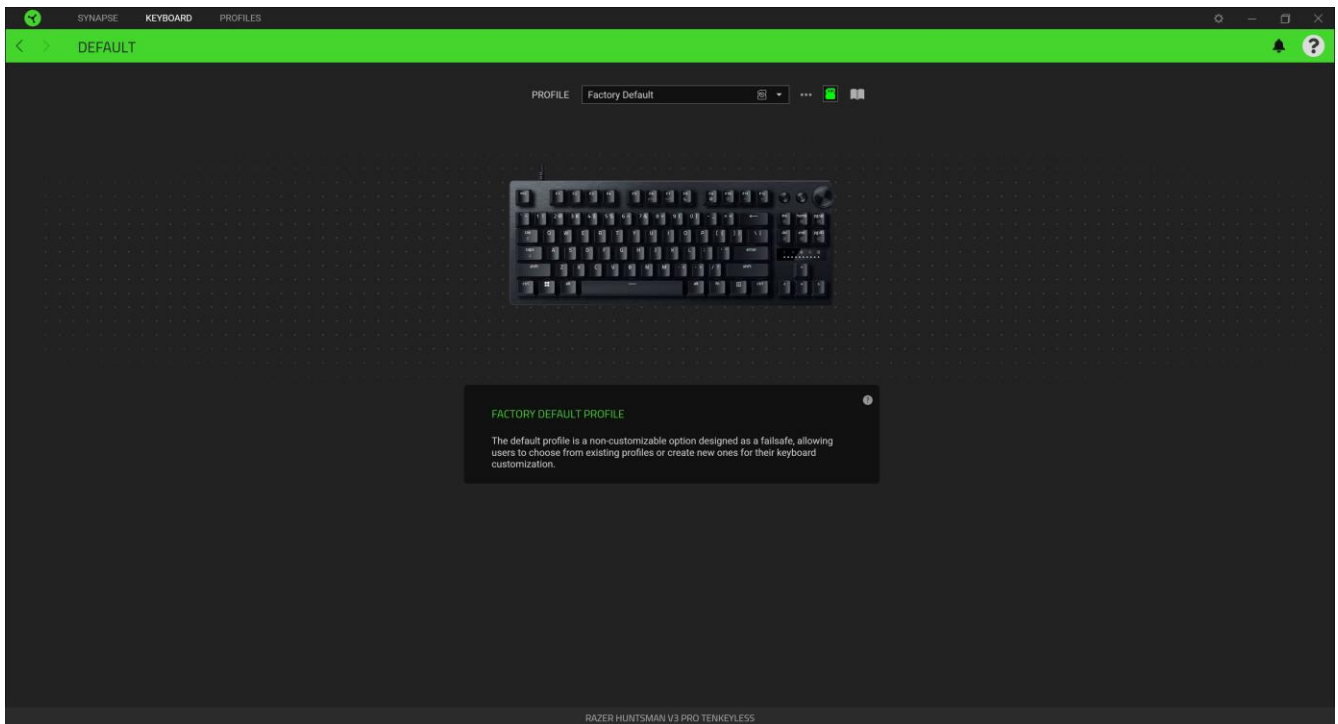 SYNAPSE KEYBOARD PROFILES
DEFAULT
?
PROFILE Factory Default
FACTORY DEFAULT PROFILE
The default profile is a non-customizable option designed as a failsafe, allowing
users to choose from existing profiles or create new ones for their keyboard
customization.
RAZER HUNTSMAN V3 PRO TENKEYLESS